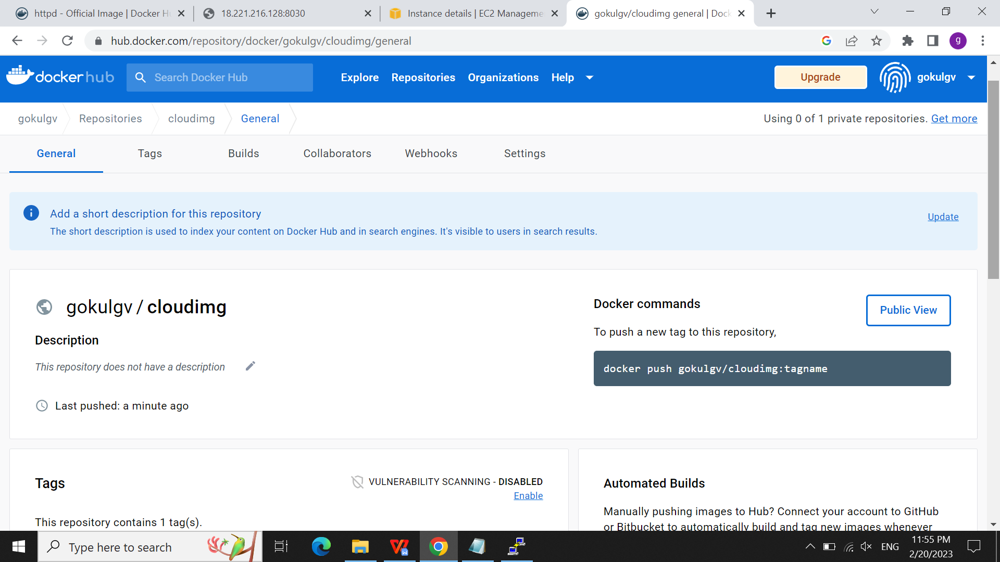 httpd - Official Image | Docker H
18.221.216.128:8030
Instance details | EC2 Manageme
gokulgv/cloudimg general | Doc
hub.docker.com/repository/docker/gokulgv/cloudimg/general
g
dockerhub
Search Docker Hub
Explore
Repositories
Organizations
Help
Upgrade
gokulgv
gokulgv
Repositories
cloudimg
General
Using 0 of 1 private repositories. Get more
General
Tags
Builds
Collaborators
Webhooks
Settings
Add a short description for this repository
Update
The short description is used to index your content on Docker Hub and in search engines. It's visible to users in search results.
gokulgv / cloudimg
Description
This repository does not have a description
Last pushed: a minute ago
Docker commands
Public View
To push a new tag to this repository,
docker push gokulgv/cloudimg:tagname
Tags
VULNERABILITY SCANNING - DISABLED
Enable
This repository contains 1 tag(s).
Automated Builds
Manually pushing images to Hub? Connect your account to GitHub
or Bitbucket to automatically build and tag new images whenever
Type here to search
ENG
11:55 PM
2/20/2023